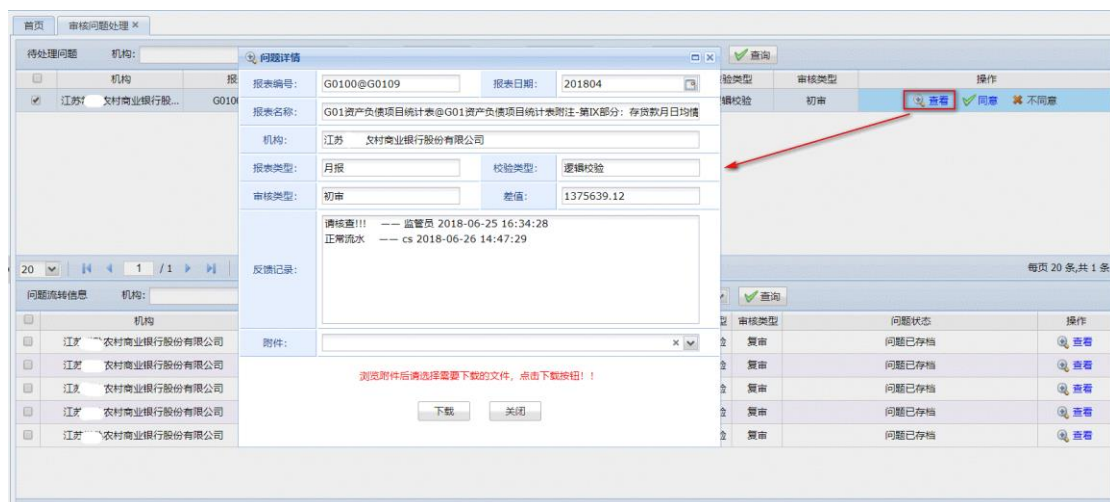 首页 审核问题处理 ×
待处理问题 机构: 查询
机构 报 验类型 审核类型 操作
江苏 农村商业银行股... G010 辑校验 初审 查看 同意 不同意
问题详情
报表编号: G0100@G0109 报表日期: 201804
报表名称: G01资产负债项目统计表@G01资产负债项目统计表附注-第IX部分: 存贷款月日均情
机构: 江苏 农村商业银行股份有限公司
报表类型: 月报 校验类型: 逻辑校验
审核类型: 初审 差值: 1375639.12
反馈记录:
请核查!!! —— 监管员 2018-06-25 16:34:28
正常流水 —— cs 2018-06-26 14:47:29
附件:
浏览附件后请选择需要下载的文件, 点击下载按钮!!
下载 关闭
20 1 /1 每页 20 条,共 1 条
问题流转信息 机构: 查询
机构 型 审核类型 问题状态 操作
江苏 农村商业银行股份有限公司 验 复审 问题已存档 查看
江苏 农村商业银行股份有限公司 验 复审 问题已存档 查看
江苏 农村商业银行股份有限公司 验 复审 问题已存档 查看
江苏 农村商业银行股份有限公司 验 复审 问题已存档 查看
江苏 农村商业银行股份有限公司 验 复审 问题已存档 查看